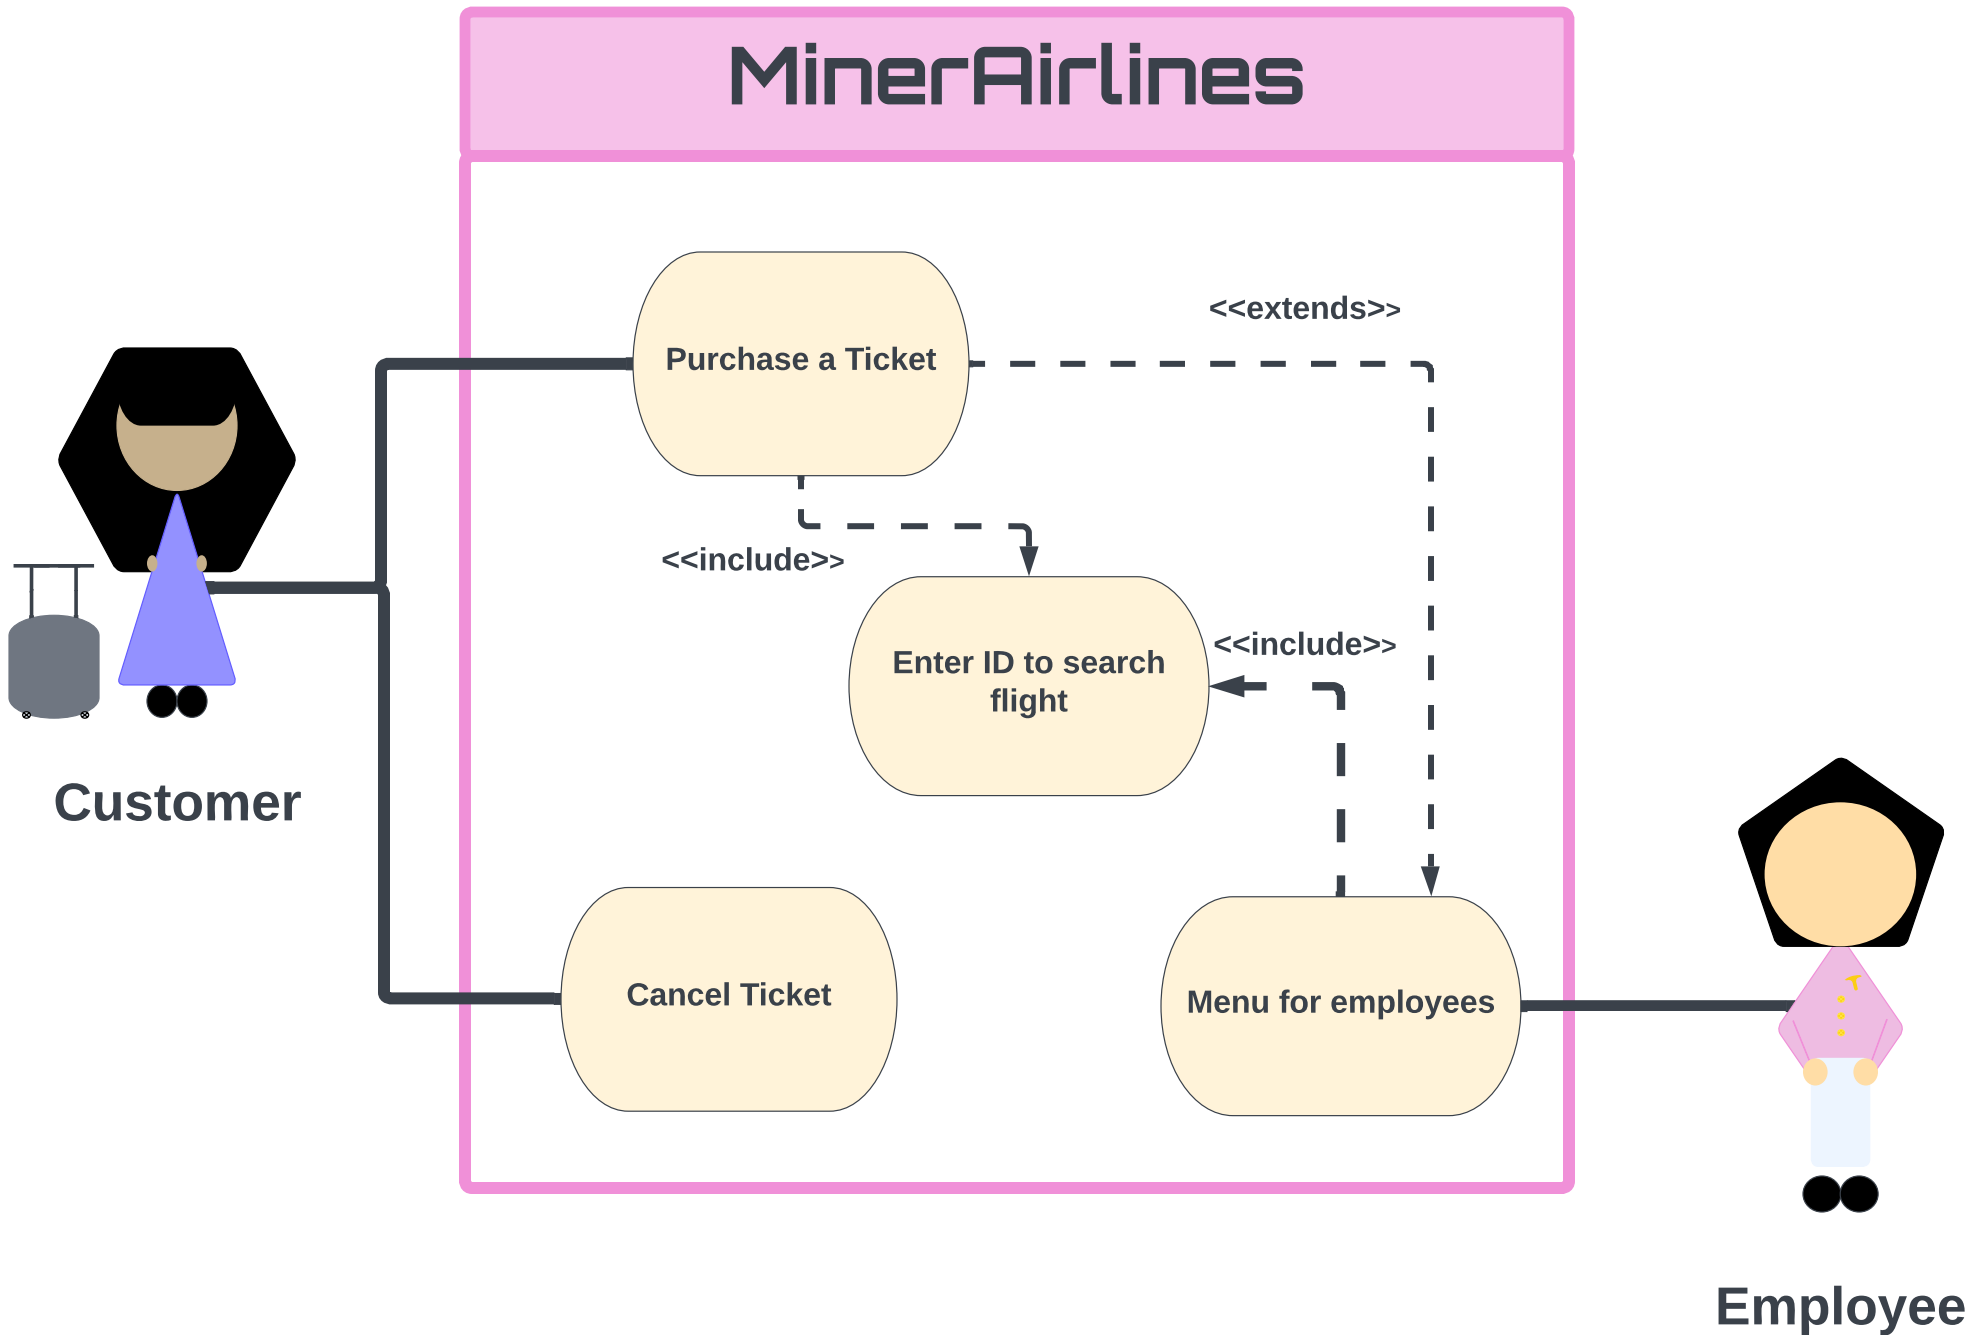 MinerAirlines
<<extends>>
Purchase a Ticket
<<include>>
<<include>>
Enter ID to search
flight
Customer
Cancel Ticket
Menu for employees
Employee